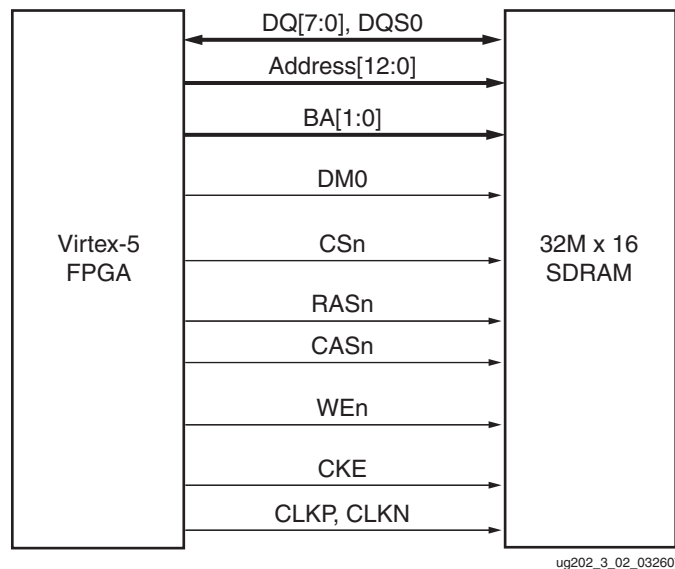 DQ[7:0], DQS0
Address[12:0]
BA[1:0]
DM0
Virtex-5
FPGA
CSn
32M x 16
SDRAM
RASn
CASn
WEn
CKE
CLKP, CLKN
ug202_3_02_03260